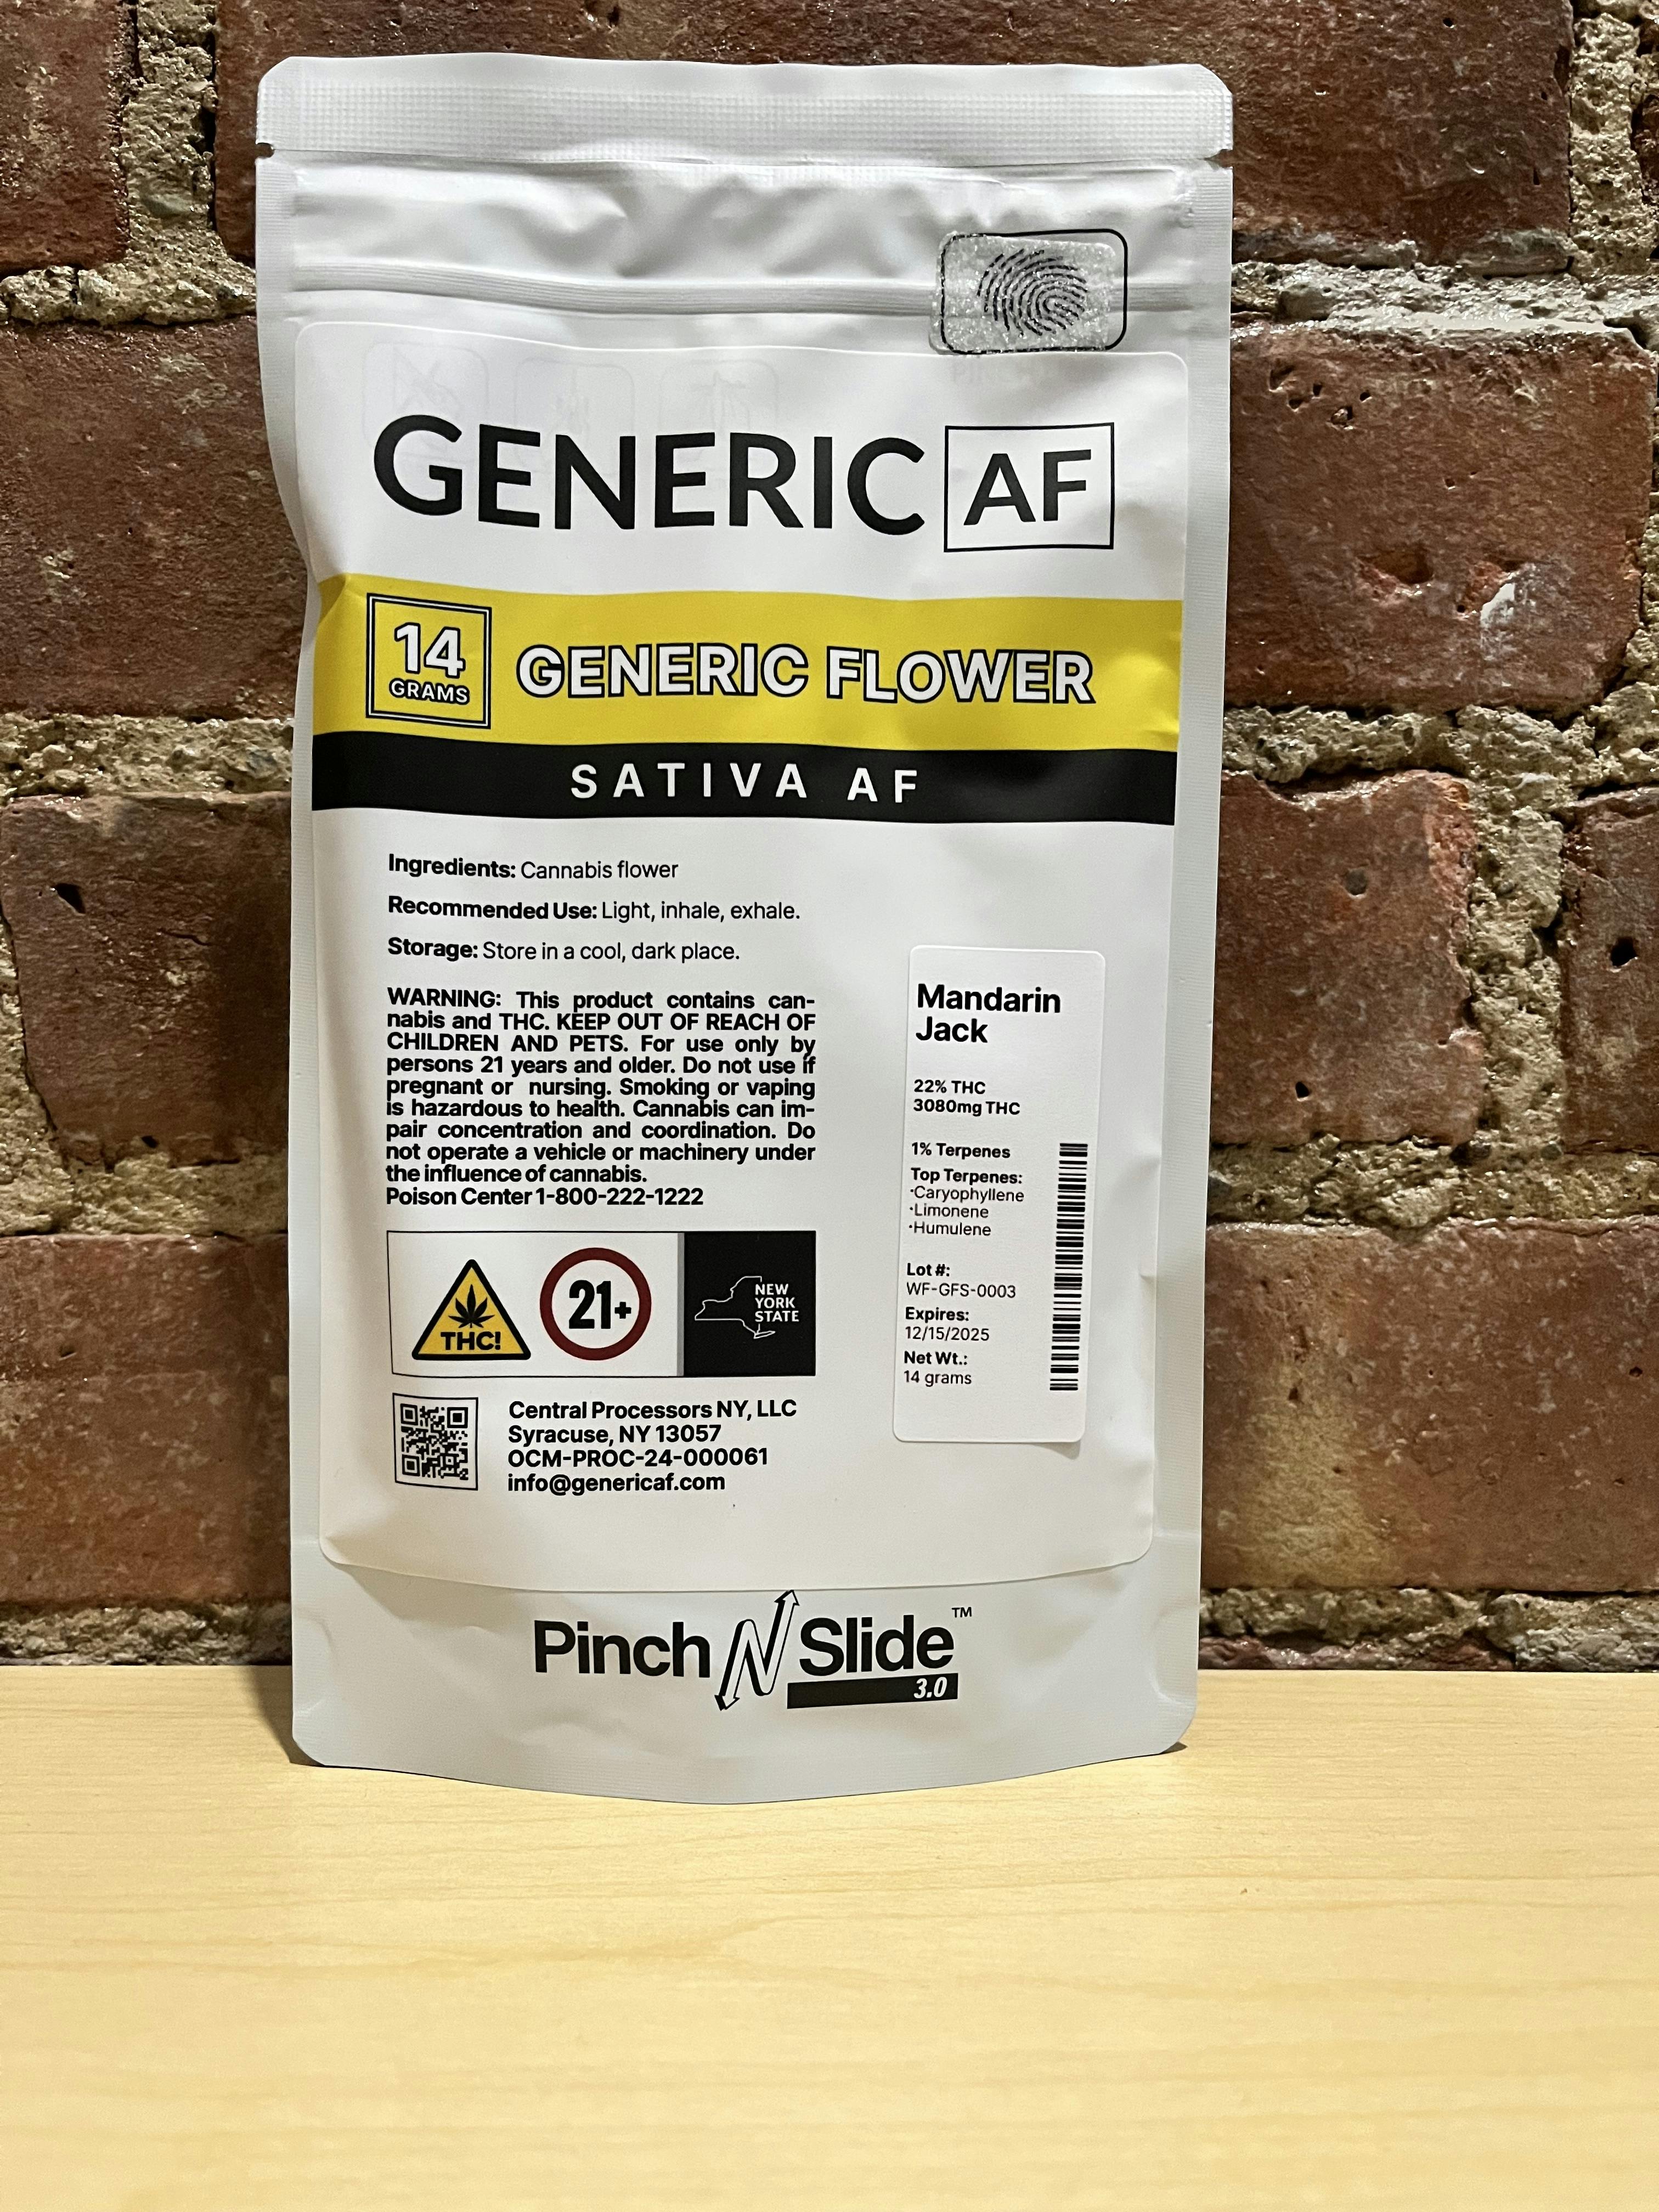 GENERIC AF
14
GRAMS
GENERIC FLOWER
SATIVA AF
Ingredients: Cannabis flower
Recommended Use: Light, inhale, exhale.
Storage: Store in a cool, dark place.
WARNING: This product contains can-
nabis and THC. KEEP OUT OF REACH OF
CHILDREN AND PETS. For use only by
persons 21 years and older. Do not use if
pregnant or nursing. Smoking or vaping
is hazardous to health. Cannabis can im-
pair concentration and coordination. Do
not operate a vehicle or machinery under
the influence of cannabis.
Poison Center 1-800-222-1222
THC!
21+
NEW
YORK
STATE
Central Processors NY, LLC
Syracuse, NY 13057
OCM-PROC-24-000061
info@genericaf.com
Mandarin
Jack
22% THC
3080mg THC
1% Terpenes
Top Terpenes:
·Caryophyllene
·Limonene
·Humulene
Lot #:
WF-GFS-0003
Expires:
12/15/2025
Net Wt.:
14 grams
Pinch N Slide™
3.0